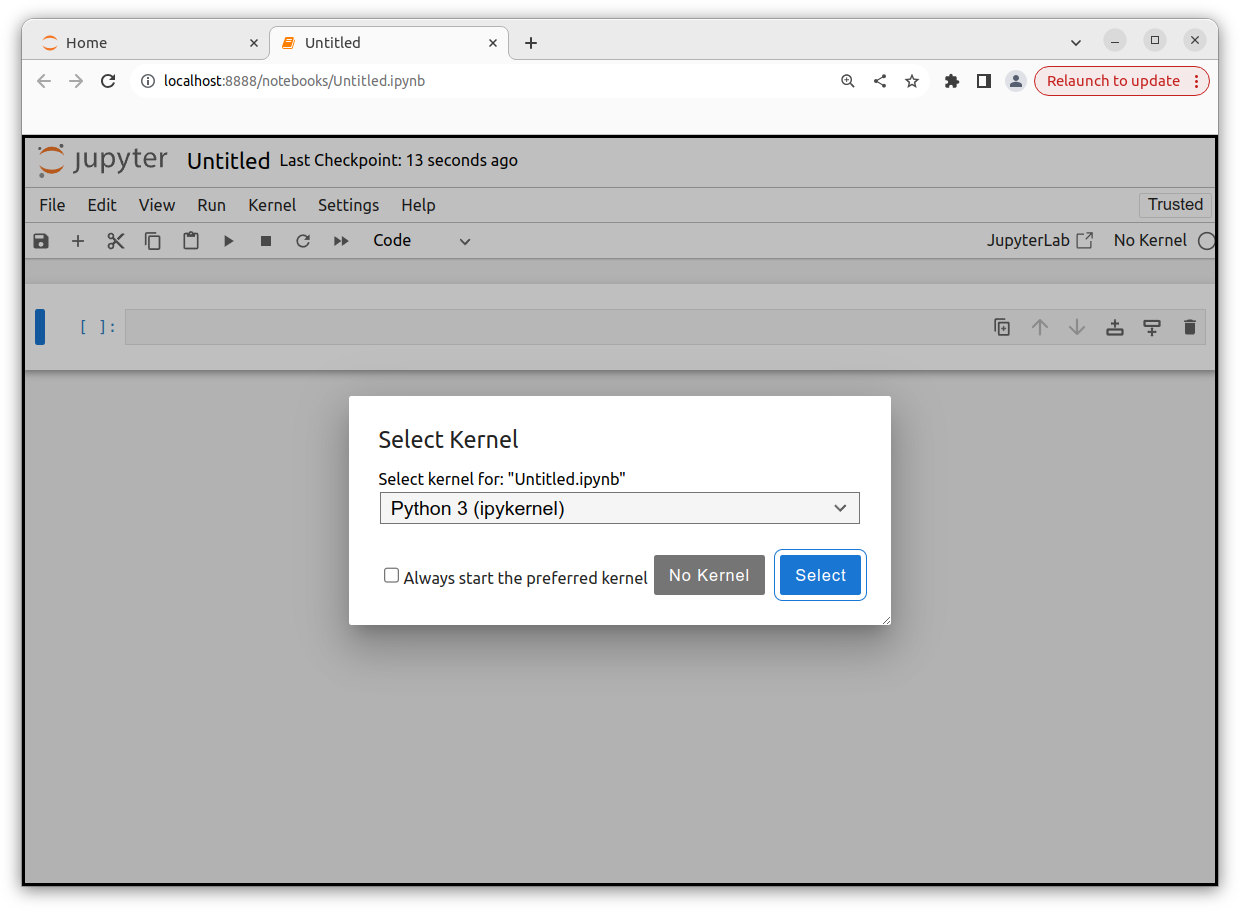 Home
Untitled
localhost:8888/notebooks/Untitled.ipynb
Relaunch to update
jupyter Untitled Last Checkpoint: 13 seconds ago
File Edit View Run Kernel Settings Help Trusted
Code JupyterLab No Kernel
[ ]:
Select Kernel
Select kernel for: "Untitled.ipynb"
Python 3 (ipykernel)
Always start the preferred kernel No Kernel Select